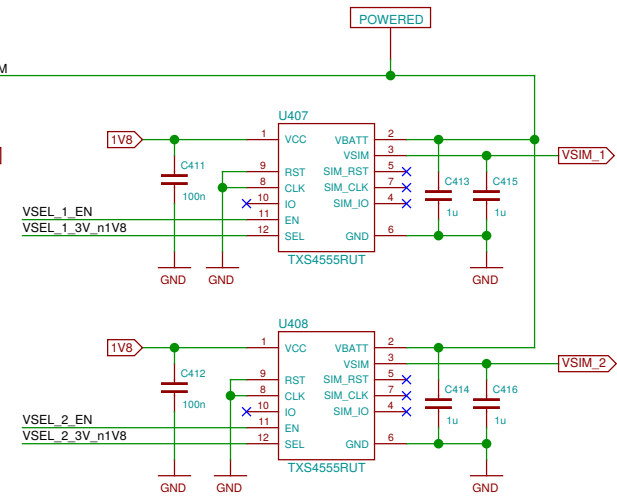 POWERED
M
U407
1V8
1
VCC
VBATT
2
VSIM
3
VSIM_1
C411
100n
9
RST
SIM_RST
5
8
CLK
SIM_CLK
7
10
IO
SIM_IO
4
C413
1u
C415
1u
VSEL_1_EN
11
EN
VSEL_1_3V_n1V8
12
SEL
GND
6
TXS4555RUT
GND
GND
GND
U408
1V8
1
VCC
VBATT
2
VSIM
3
VSIM_2
C412
100n
9
RST
SIM_RST
5
8
CLK
SIM_CLK
7
10
IO
SIM_IO
4
C414
1u
C416
1u
VSEL_2_EN
11
EN
VSEL_2_3V_n1V8
12
SEL
GND
6
TXS4555RUT
GND
GND
GND